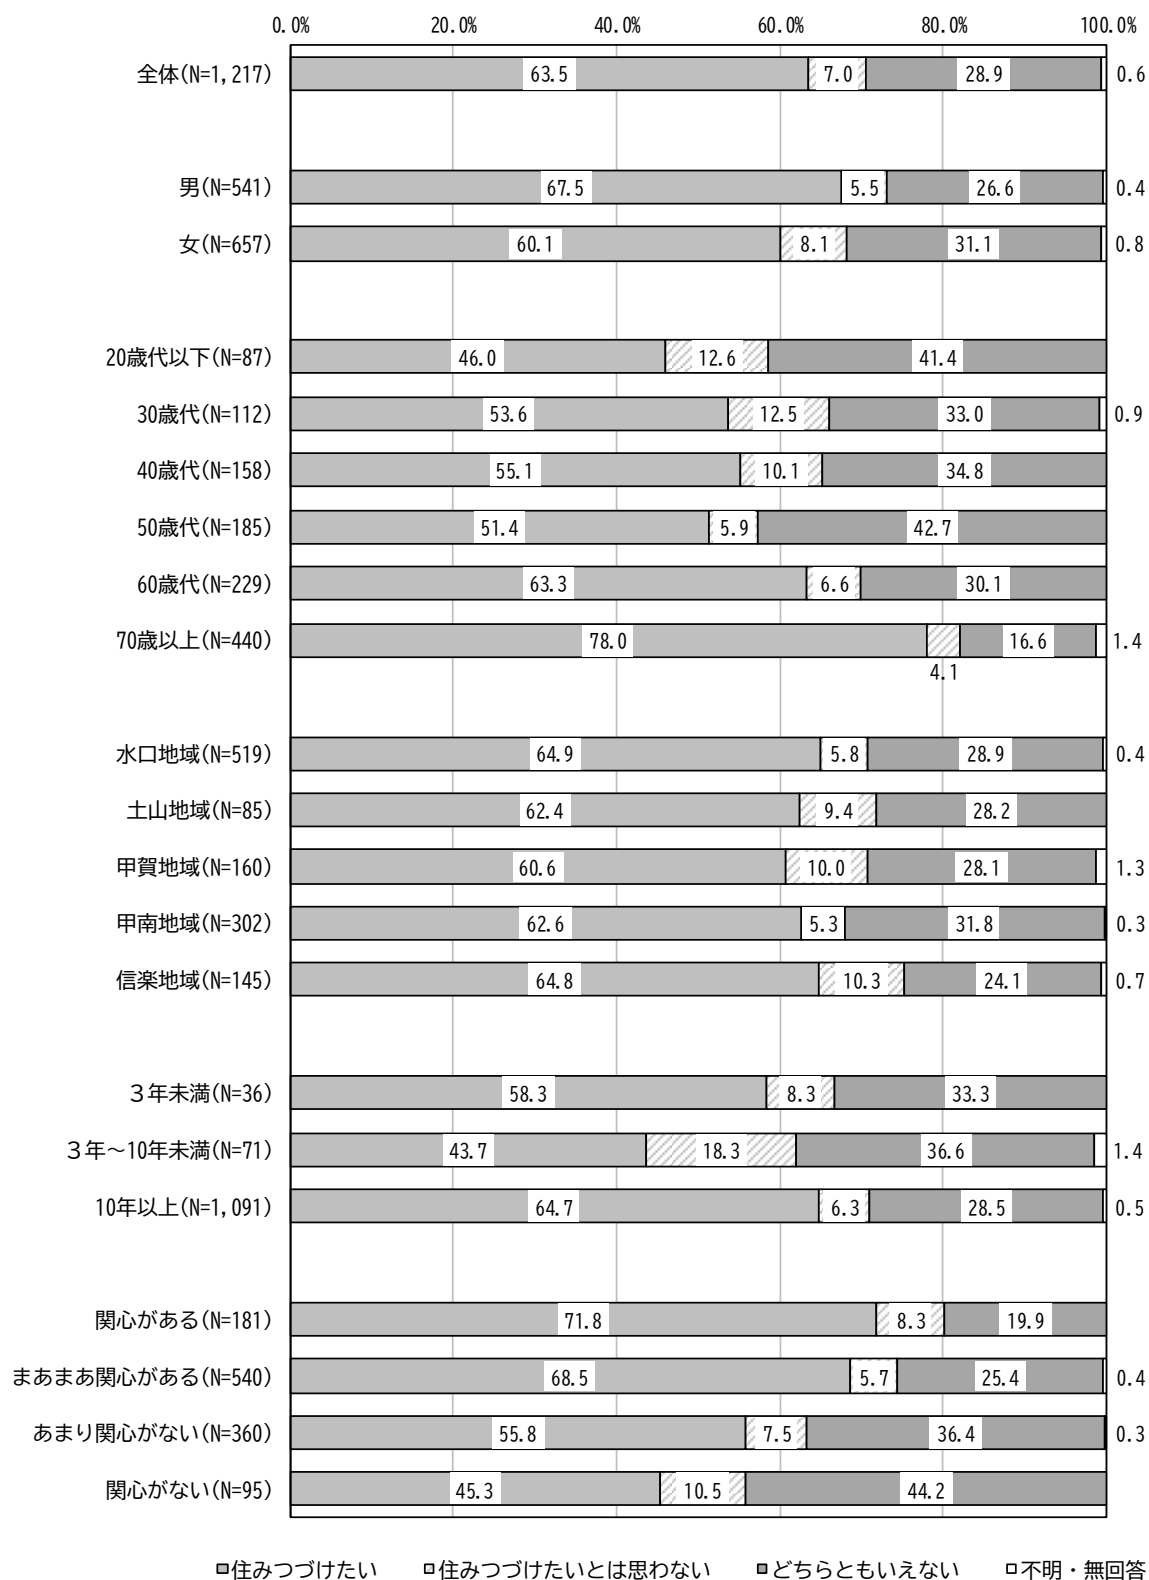 0.0% 20.0% 40.0% 60.0% 80.0% 100.0%
全体(N=1,217) 63.5 7.0 28.9 0.6
男(N=541) 67.5 5.5 26.6 0.4
女(N=657) 60.1 8.1 31.1 0.8
20歳代以下(N=87) 46.0 12.6 41.4
30歳代(N=112) 53.6 12.5 33.0 0.9
40歳代(N=158) 55.1 10.1 34.8
50歳代(N=185) 51.4 5.9 42.7
60歳代(N=229) 63.3 6.6 30.1
70歳以上(N=440) 78.0 16.6 1.4
4.1
水口地域(N=519) 64.9 5.8 28.9 0.4
土山地域(N=85) 62.4 9.4 28.2
甲賀地域(N=160) 60.6 10.0 28.1 1.3
甲南地域(N=302) 62.6 5.3 31.8 0.3
信楽地域(N=145) 64.8 10.3 24.1 0.7
３年未満(N=36) 58.3 8.3 33.3
３年～10年未満(N=71) 43.7 18.3 36.6 1.4
10年以上(N=1,091) 64.7 6.3 28.5 0.5
関心がある(N=181) 71.8 8.3 19.9
まあまあ関心がある(N=540) 68.5 5.7 25.4 0.4
あまり関心がない(N=360) 55.8 7.5 36.4 0.3
関心がない(N=95) 45.3 10.5 44.2
住みつづけたい 住みつづけたいとは思わない どちらともいえない 不明・無回答